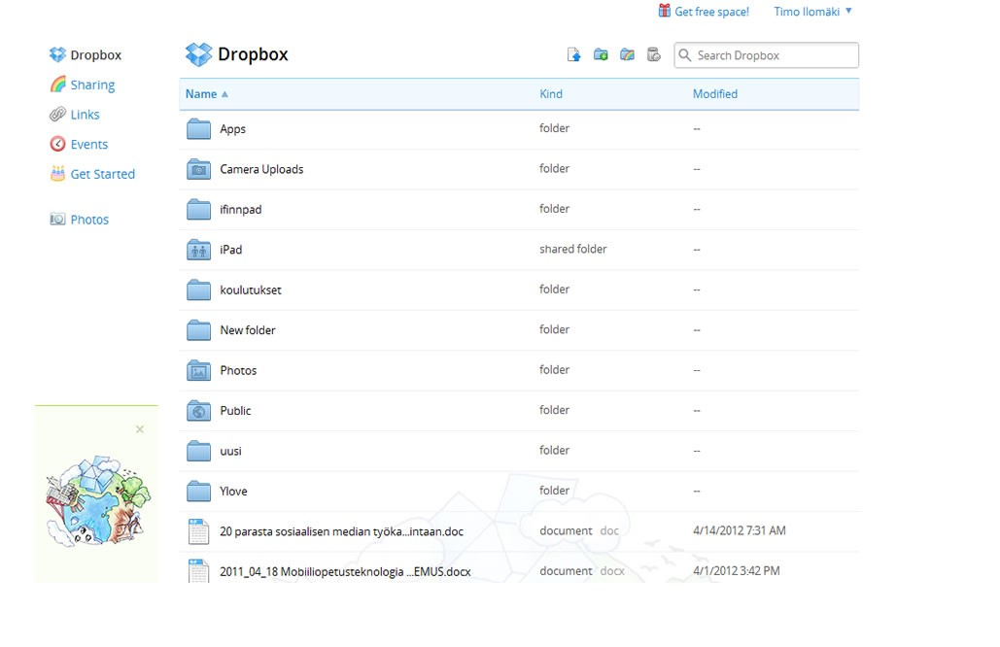 Get free space! Timo Ilomäki
Dropbox
Sharing
Links
Events
Get Started
Photos
Dropbox
Search Dropbox
Name Kind Modified
Apps folder --
Camera Uploads folder --
ifinnpad folder --
iPad shared folder --
koulutukset folder --
New folder folder --
Photos folder --
Public folder --
uusi folder --
Ylove folder --
20 parasta sosiaalisen median työka...intaan.doc document doc 4/14/2012 7:31 AM
2011_04_18 Mobiiliopetusteknologia ...EMUS.docx document docx 4/1/2012 3:42 PM